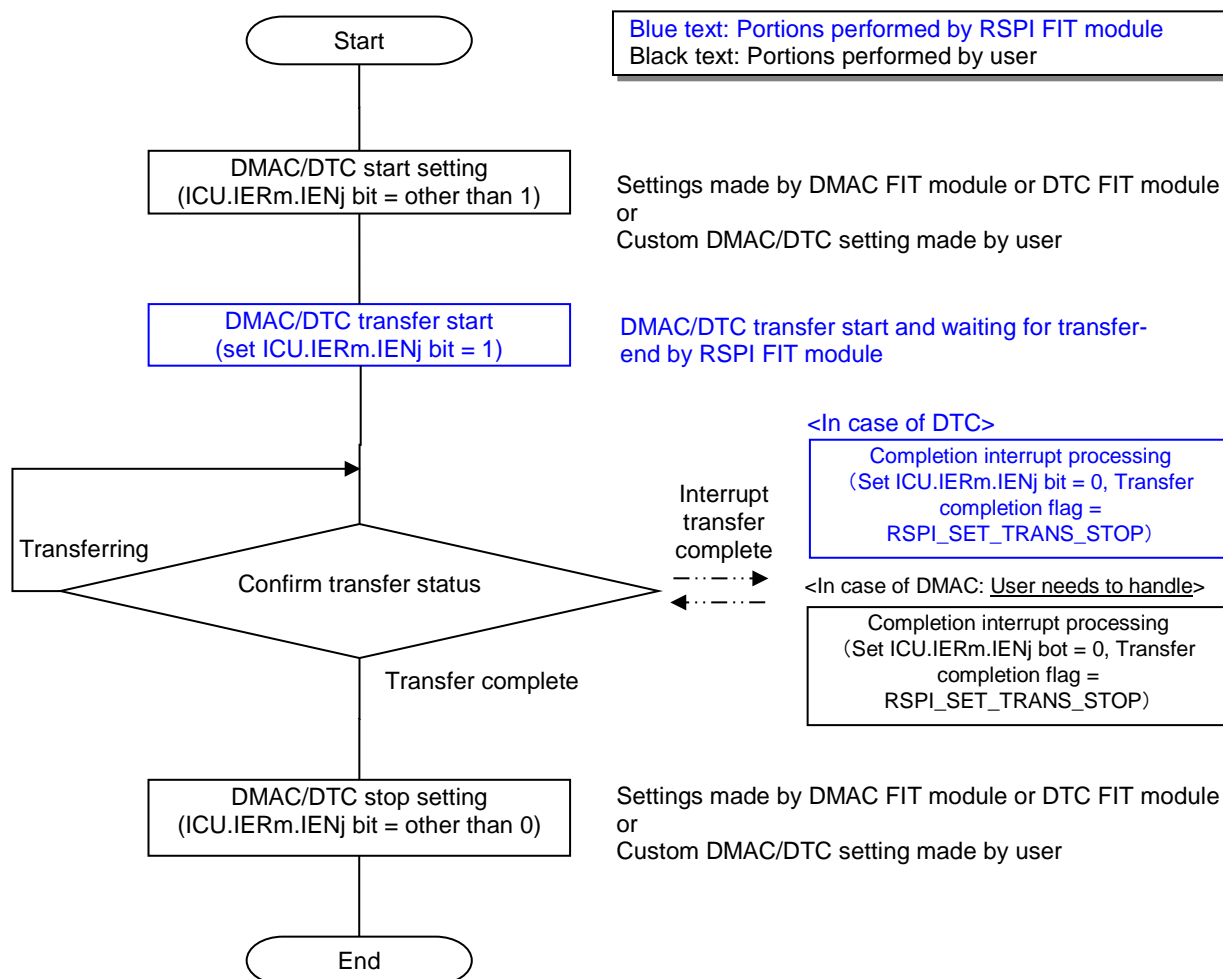 Start
Blue text: Portions performed by RSPI FIT module
Black text: Portions performed by user
DMAC/DTC start setting
(ICU.IERm.IENj bit = other than 1)
Settings made by DMAC FIT module or DTC FIT module
or
Custom DMAC/DTC setting made by user
DMAC/DTC transfer start
(set ICU.IERm.IENj bit = 1)
DMAC/DTC transfer start and waiting for transfer-
end by RSPI FIT module
<In case of DTC>
Completion interrupt processing
（Set ICU.IERm.IENj bit = 0, Transfer
completion flag =
RSPI_SET_TRANS_STOP）
Interrupt
transfer
complete
Transferring
Confirm transfer status
<In case of DMAC: User needs to handle>
Completion interrupt processing
（Set ICU.IERm.IENj bot = 0, Transfer
completion flag =
RSPI_SET_TRANS_STOP）
Transfer complete
DMAC/DTC stop setting
(ICU.IERm.IENj bit = other than 0)
Settings made by DMAC FIT module or DTC FIT module
or
Custom DMAC/DTC setting made by user
End